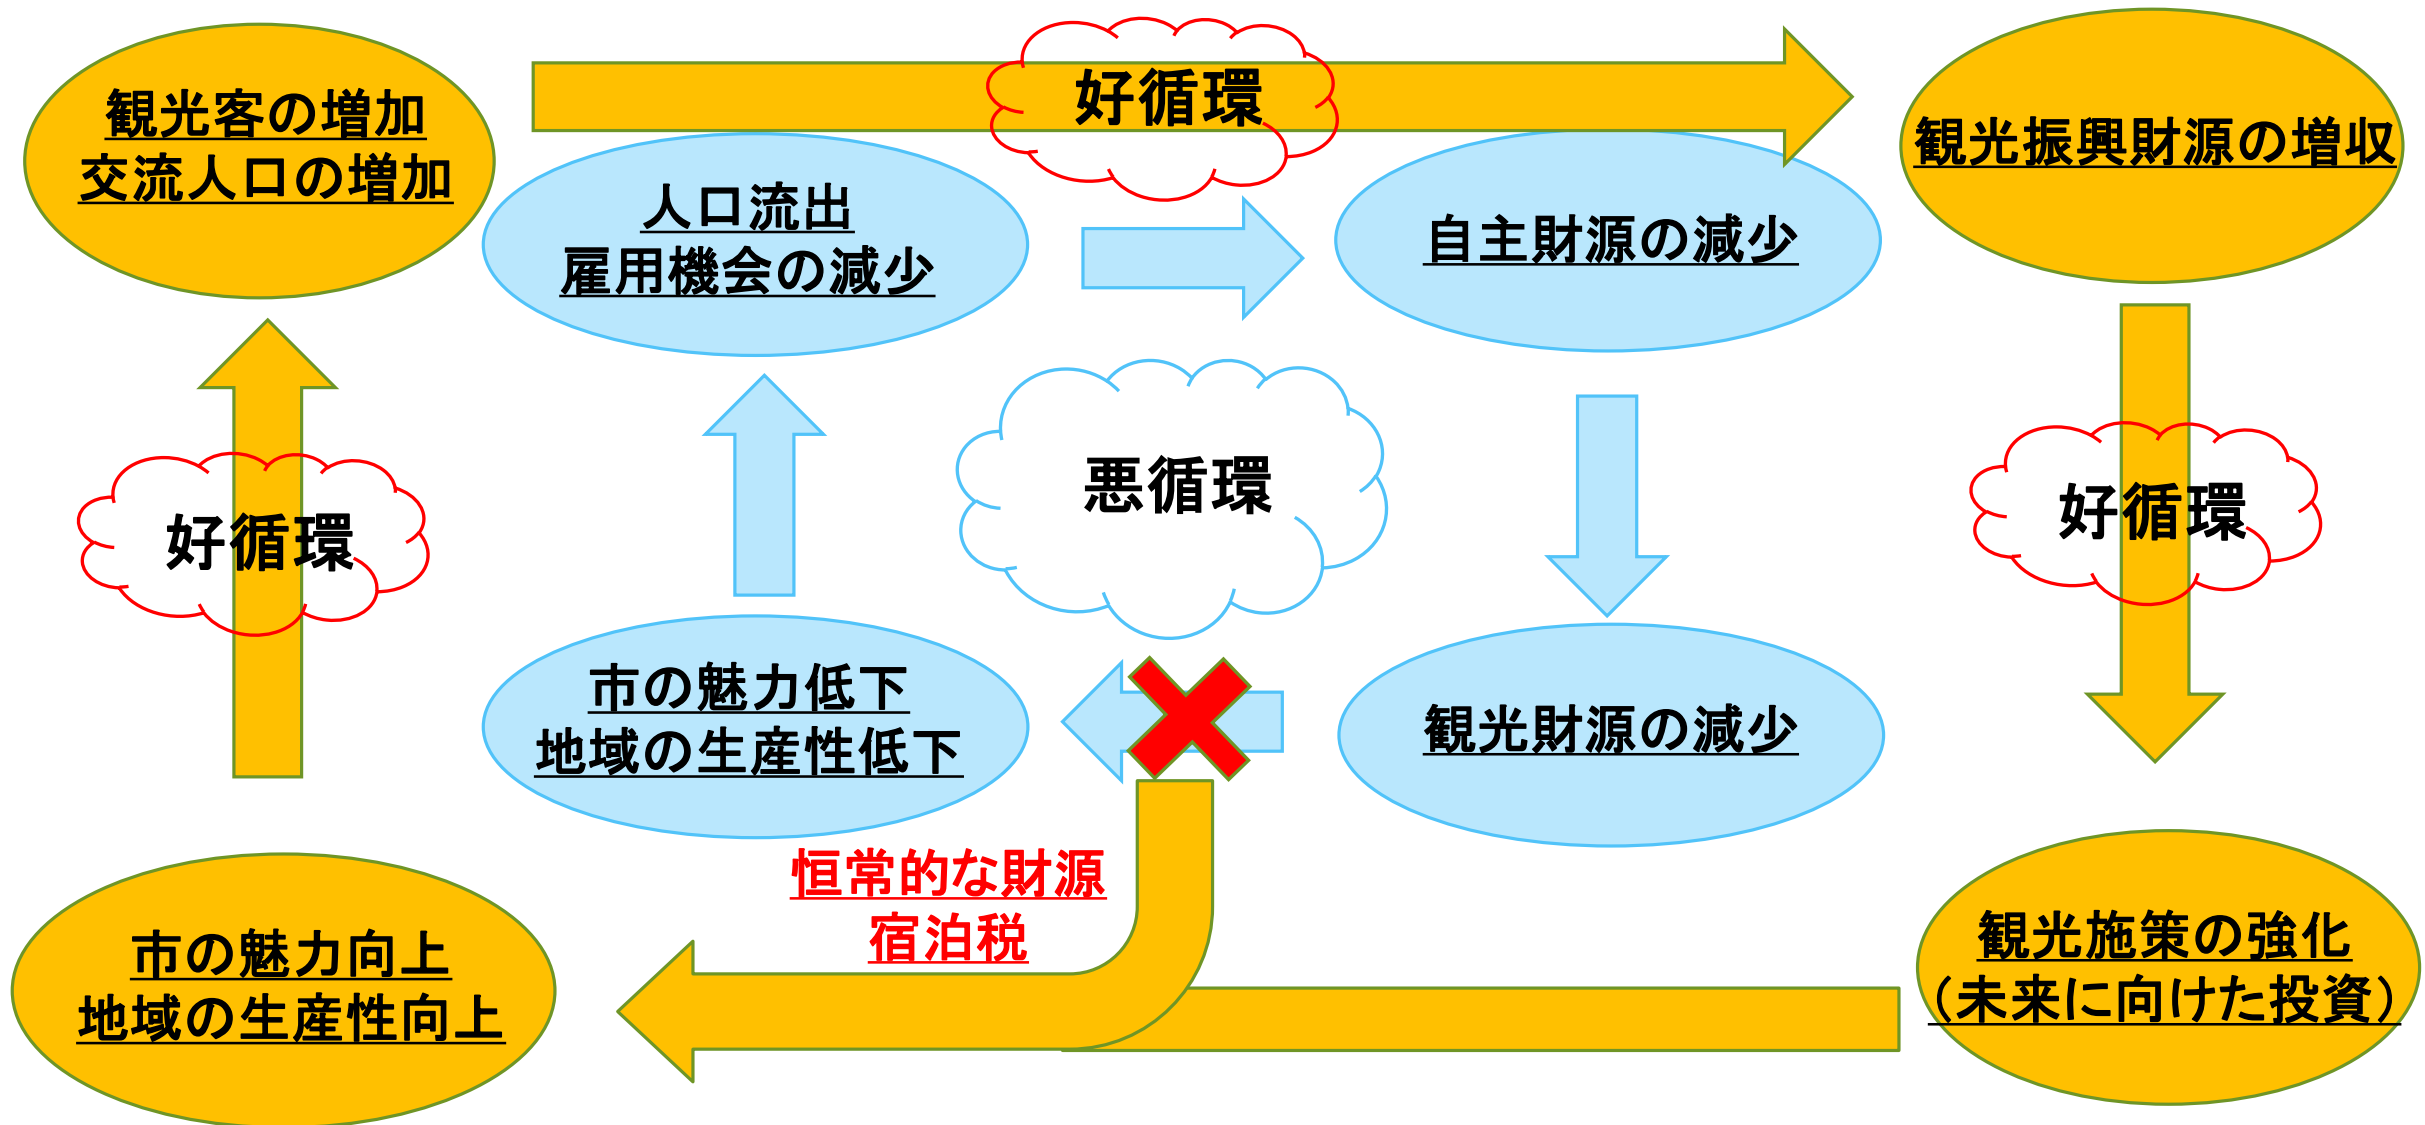 観光客の増加
交流人口の増加
好循環
観光振興財源の増収
人口流出
雇用機会の減少
自主財源の減少
好循環
悪循環
好循環
市の魅力低下
地域の生産性低下
観光財源の減少
恒常的な財源
宿泊税
市の魅力向上
地域の生産性向上
観光施策の強化
（未来に向けた投資）